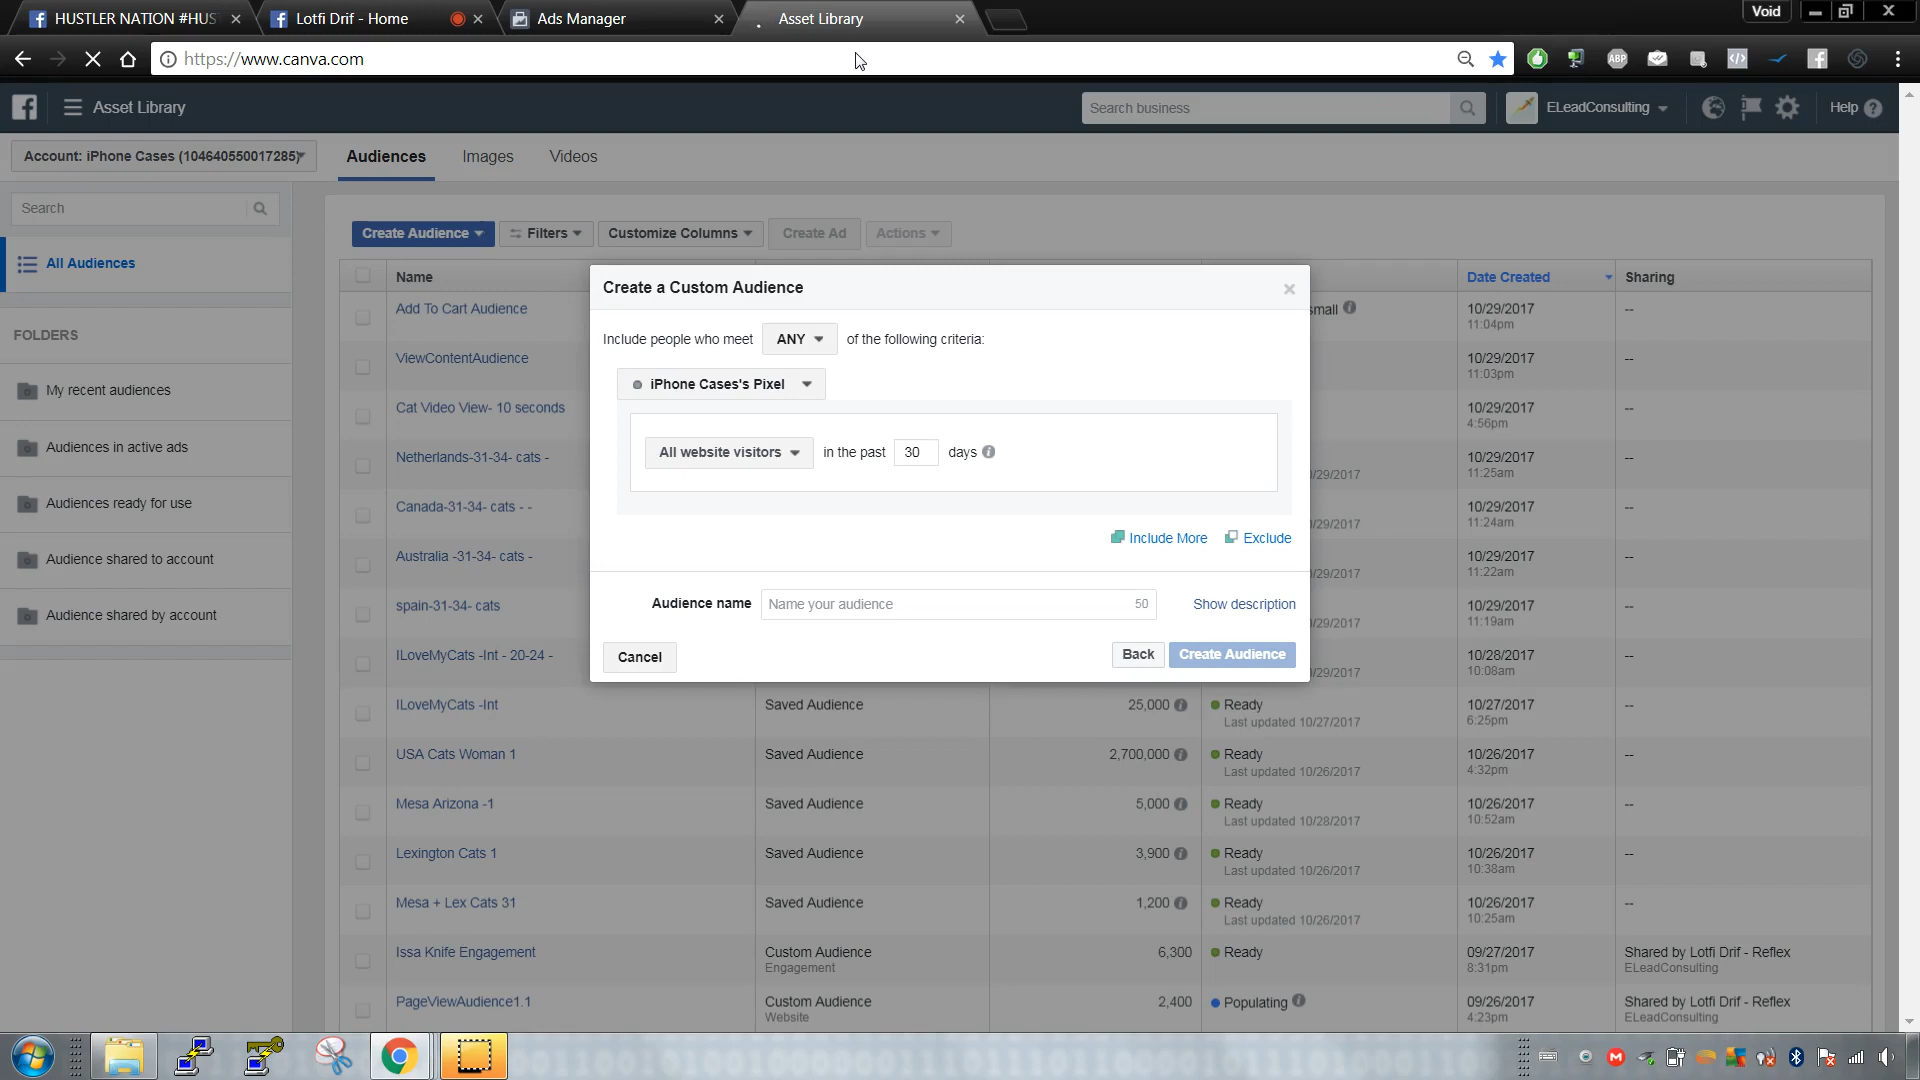 HUSTLER NATION #HUS
Lotfi Drif - Home
Ads Manager
Asset Library
Void
https://www.canva.com
ABP
Asset Library
Search business
ELeadConsulting
Help
Account: iPhone Cases (104640550017285)
Audiences
Images
Videos
Search
Create Audience
Filters
Customize Columns
Create Ad
Actions
All Audiences
Name
Date Created
Sharing
FOLDERS
My recent audiences
Audiences in active ads
Audiences ready for use
Audience shared to account
Audience shared by account
Create a Custom Audience
Include people who meet ANY of the following criteria:
iPhone Cases's Pixel
All website visitors in the past 30 days
Include More
Exclude
Audience name
Name your audience
50
Show description
Cancel
Back
Create Audience
Add To Cart Audience
small
10/29/2017
11:04pm
--
ViewContentAudience
10/29/2017
11:03pm
--
Cat Video View- 10 seconds
10/29/2017
4:56pm
--
Netherlands-31-34- cats -
/29/2017
10/29/2017
11:25am
--
Canada-31-34- cats - -
/29/2017
10/29/2017
11:24am
--
Australia -31-34- cats -
/29/2017
10/29/2017
11:22am
--
spain-31-34- cats
/29/2017
10/29/2017
11:19am
--
ILoveMyCats -Int - 20-24 -
/29/2017
10/28/2017
10:08am
--
ILoveMyCats -Int
Saved Audience
25,000
Ready
Last updated 10/27/2017
10/27/2017
6:25pm
--
USA Cats Woman 1
Saved Audience
2,700,000
Ready
Last updated 10/26/2017
10/26/2017
4:32pm
--
Mesa Arizona -1
Saved Audience
5,000
Ready
Last updated 10/28/2017
10/26/2017
10:52am
--
Lexington Cats 1
Saved Audience
3,900
Ready
Last updated 10/26/2017
10/26/2017
10:38am
--
Mesa + Lex Cats 31
Saved Audience
1,200
Ready
Last updated 10/26/2017
10/26/2017
10:25am
--
Issa Knife Engagement
Custom Audience
Engagement
6,300
Ready
09/27/2017
8:31pm
Shared by Lotfi Drif - Reflex
ELeadConsulting
PageViewAudience1.1
Custom Audience
Website
2,400
Populating
09/26/2017
4:23pm
Shared by Lotfi Drif - Reflex
ELeadConsulting